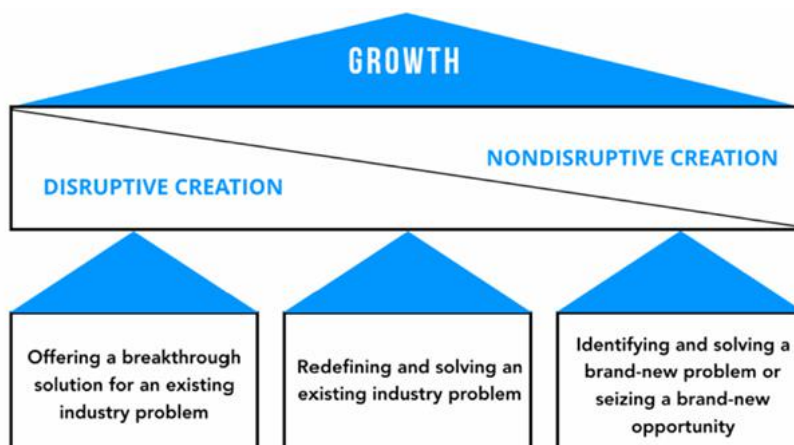 GROWTH
NONDISRUPTIVE CREATION
DISRUPTIVE CREATION
Offering a breakthrough
solution for an existing
industry problem
Redefining and solving an
existing industry problem
Identifying and solving a
brand-new problem or
seizing a brand-new
opportunity